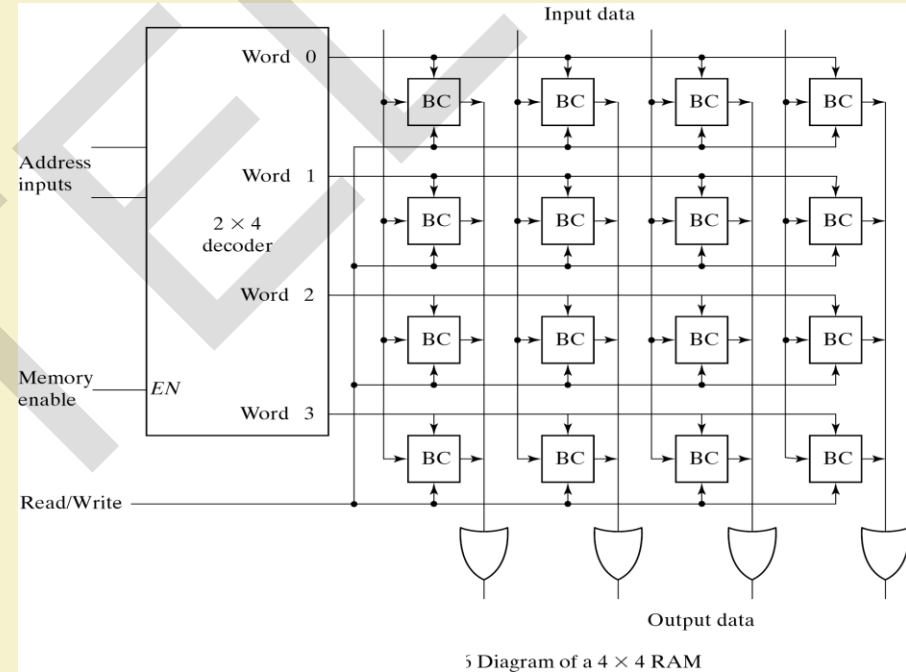 Input data
Word 0
BC BC BC BC
Address
inputs
Word 1
2 × 4
decoder
BC BC BC BC
Word 2
BC BC BC BC
Memory
enable
EN
Word 3
BC BC BC BC
Read/Write
Output data
Diagram of a 4 × 4 RAM